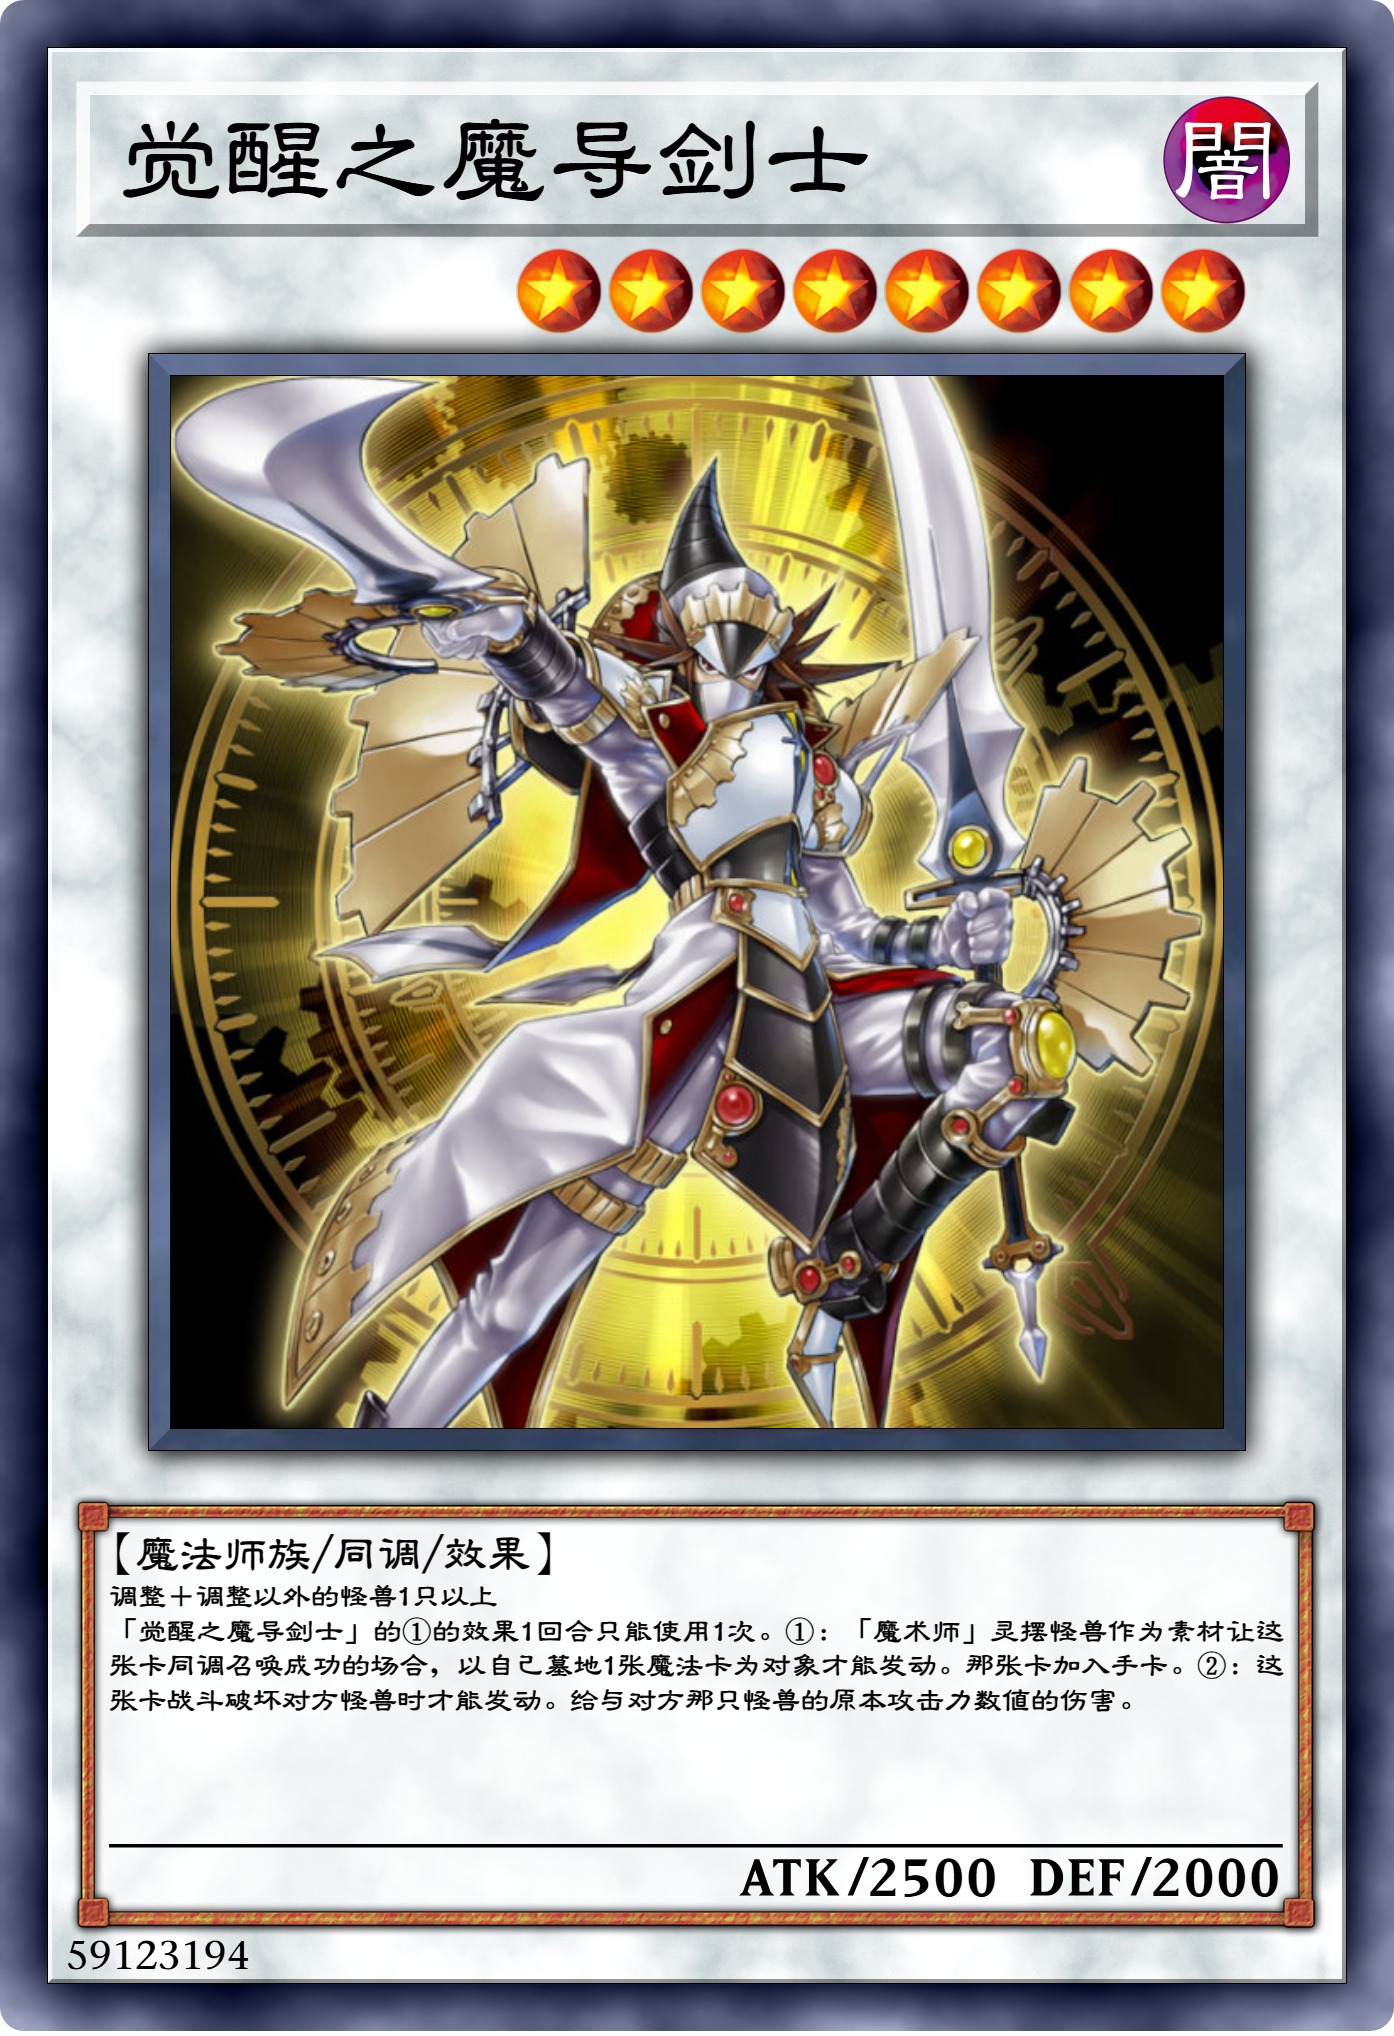 觉醒之魔导剑士
闇
【魔法师族/同调/效果】
调整＋调整以外的怪兽1只以上
「觉醒之魔导剑士」的①的效果1回合只能使用1次。①：「魔术师」灵摆怪兽作为素材让这
张卡同调召唤成功的场合，以自己墓地1张魔法卡为对象才能发动。那张卡加入手卡。②：这
张卡战斗破坏对方怪兽时才能发动。给与对方那只怪兽的原本攻击力数值的伤害。
ATK/2500 DEF/2000
59123194